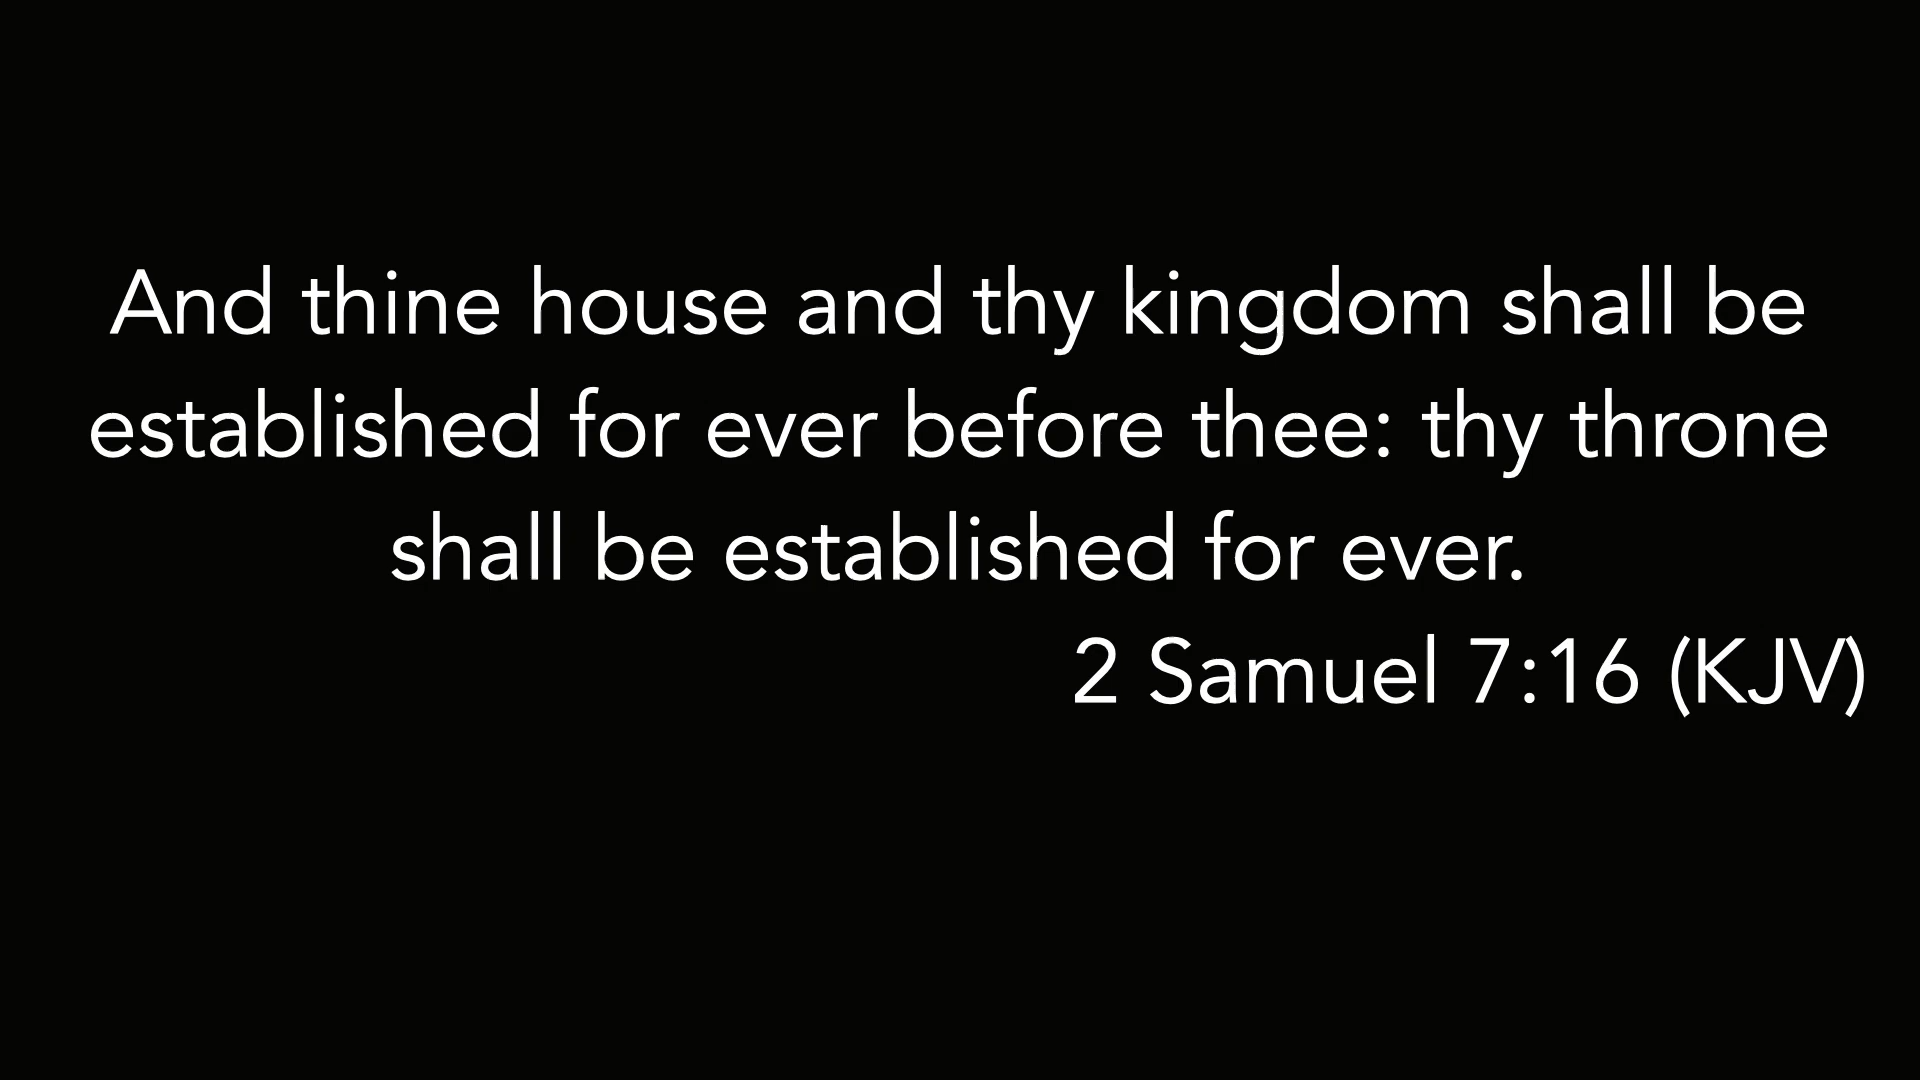 And thine house and thy kingdom shall be
established for ever before thee: thy throne
shall be established for ever.
2 Samuel 7:16 (KJV)